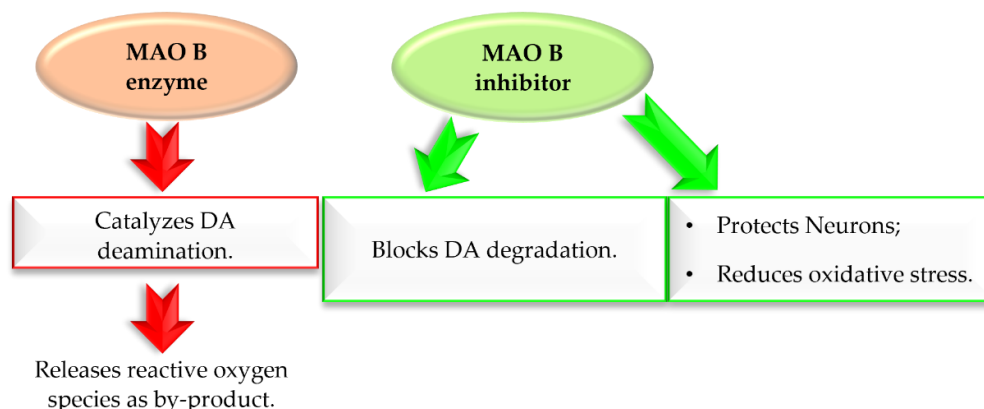 MAO B
enzyme
MAO B
inhibitor
Catalyzes DA
deamination.
Blocks DA degradation.
• Protects Neurons;
• Reduces oxidative stress.
Releases reactive oxygen
species as by-product.